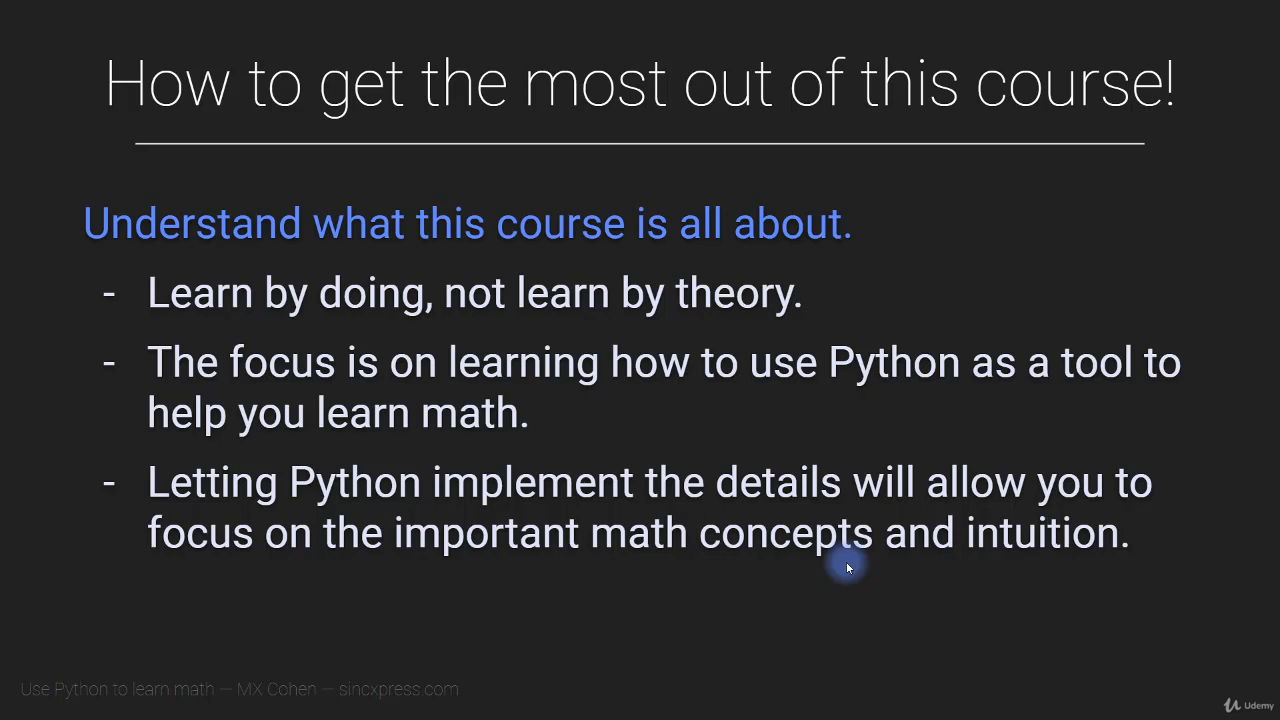 How to get the most out of this course!
Understand what this course is all about.
- Learn by doing, not learn by theory.
- The focus is on learning how to use Python as a tool to
help you learn math.
- Letting Python implement the details will allow you to
focus on the important math concepts and intuition.
Use Python to learn math — MX Cohen — sincxpress.com
Udemy